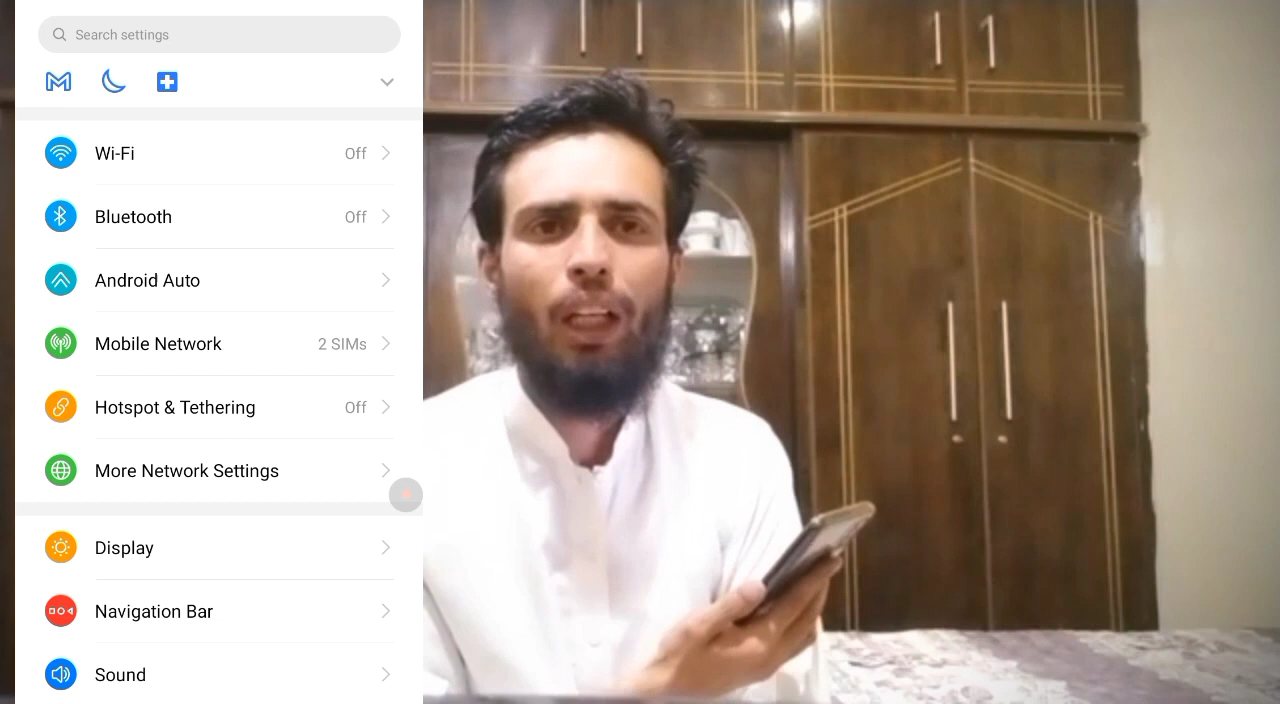 Search settings
Wi-Fi Off
Bluetooth Off
Android Auto
Mobile Network 2 SIMs
Hotspot & Tethering Off
More Network Settings
Display
Navigation Bar
Sound